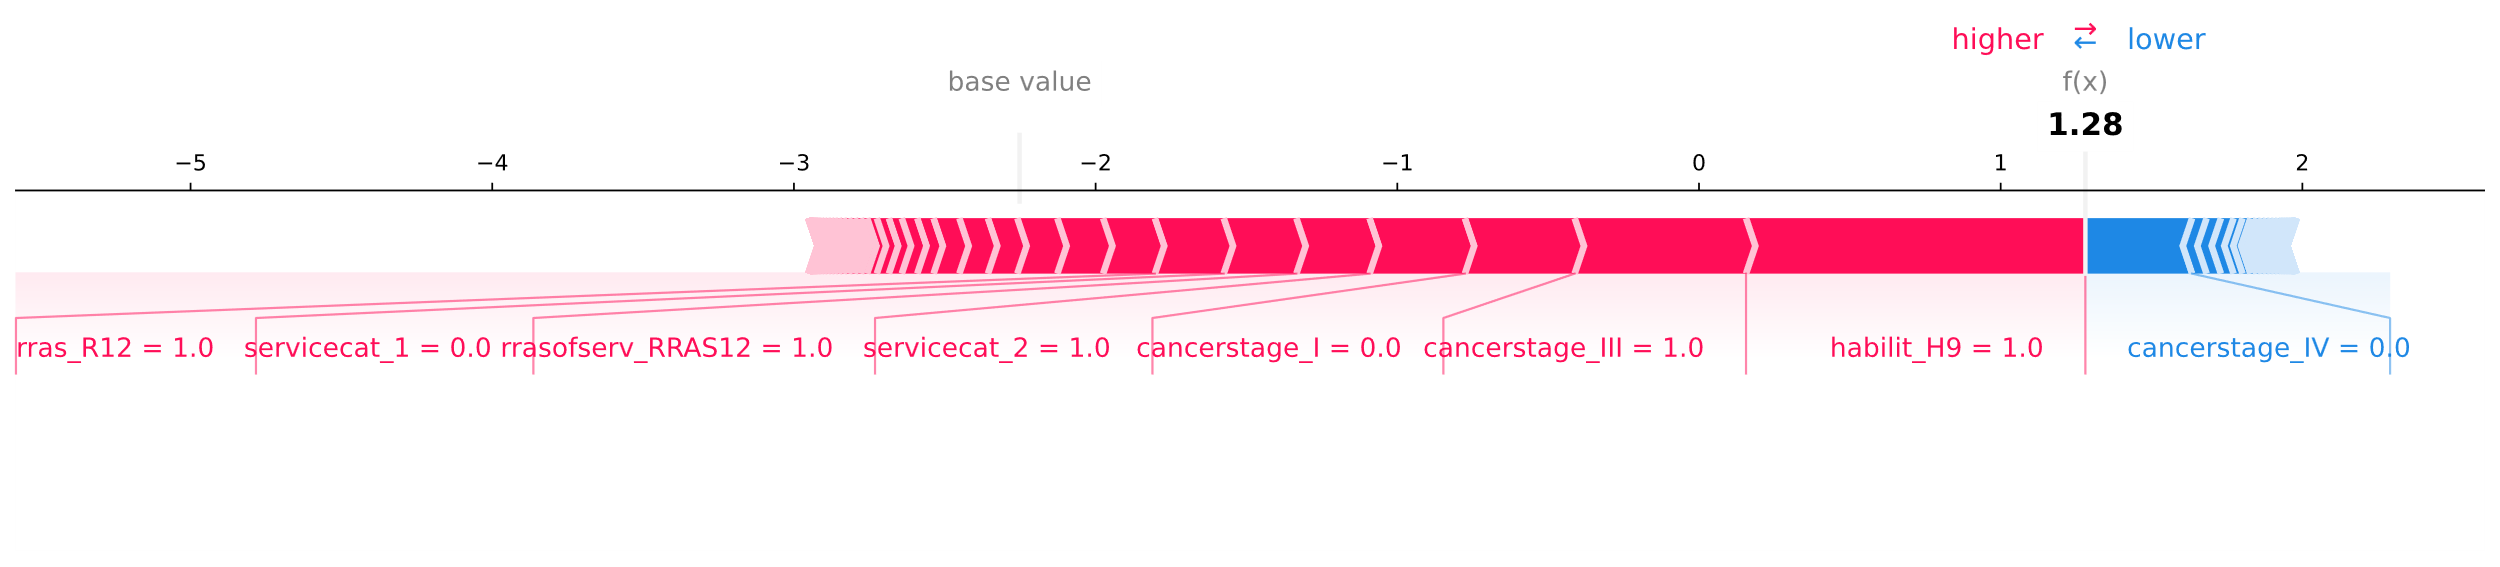 higher ⇄ lower
base value
f(x)
1.28
−5 −4 −3 −2 −1 0 1 2
rras_R12 = 1.0 servicecat_1 = 0.0 rrasofserv_RRAS12 = 1.0 servicecat_2 = 1.0 cancerstage_I = 0.0 cancerstage_III = 1.0 habilit_H9 = 1.0 cancerstage_IV = 0.0